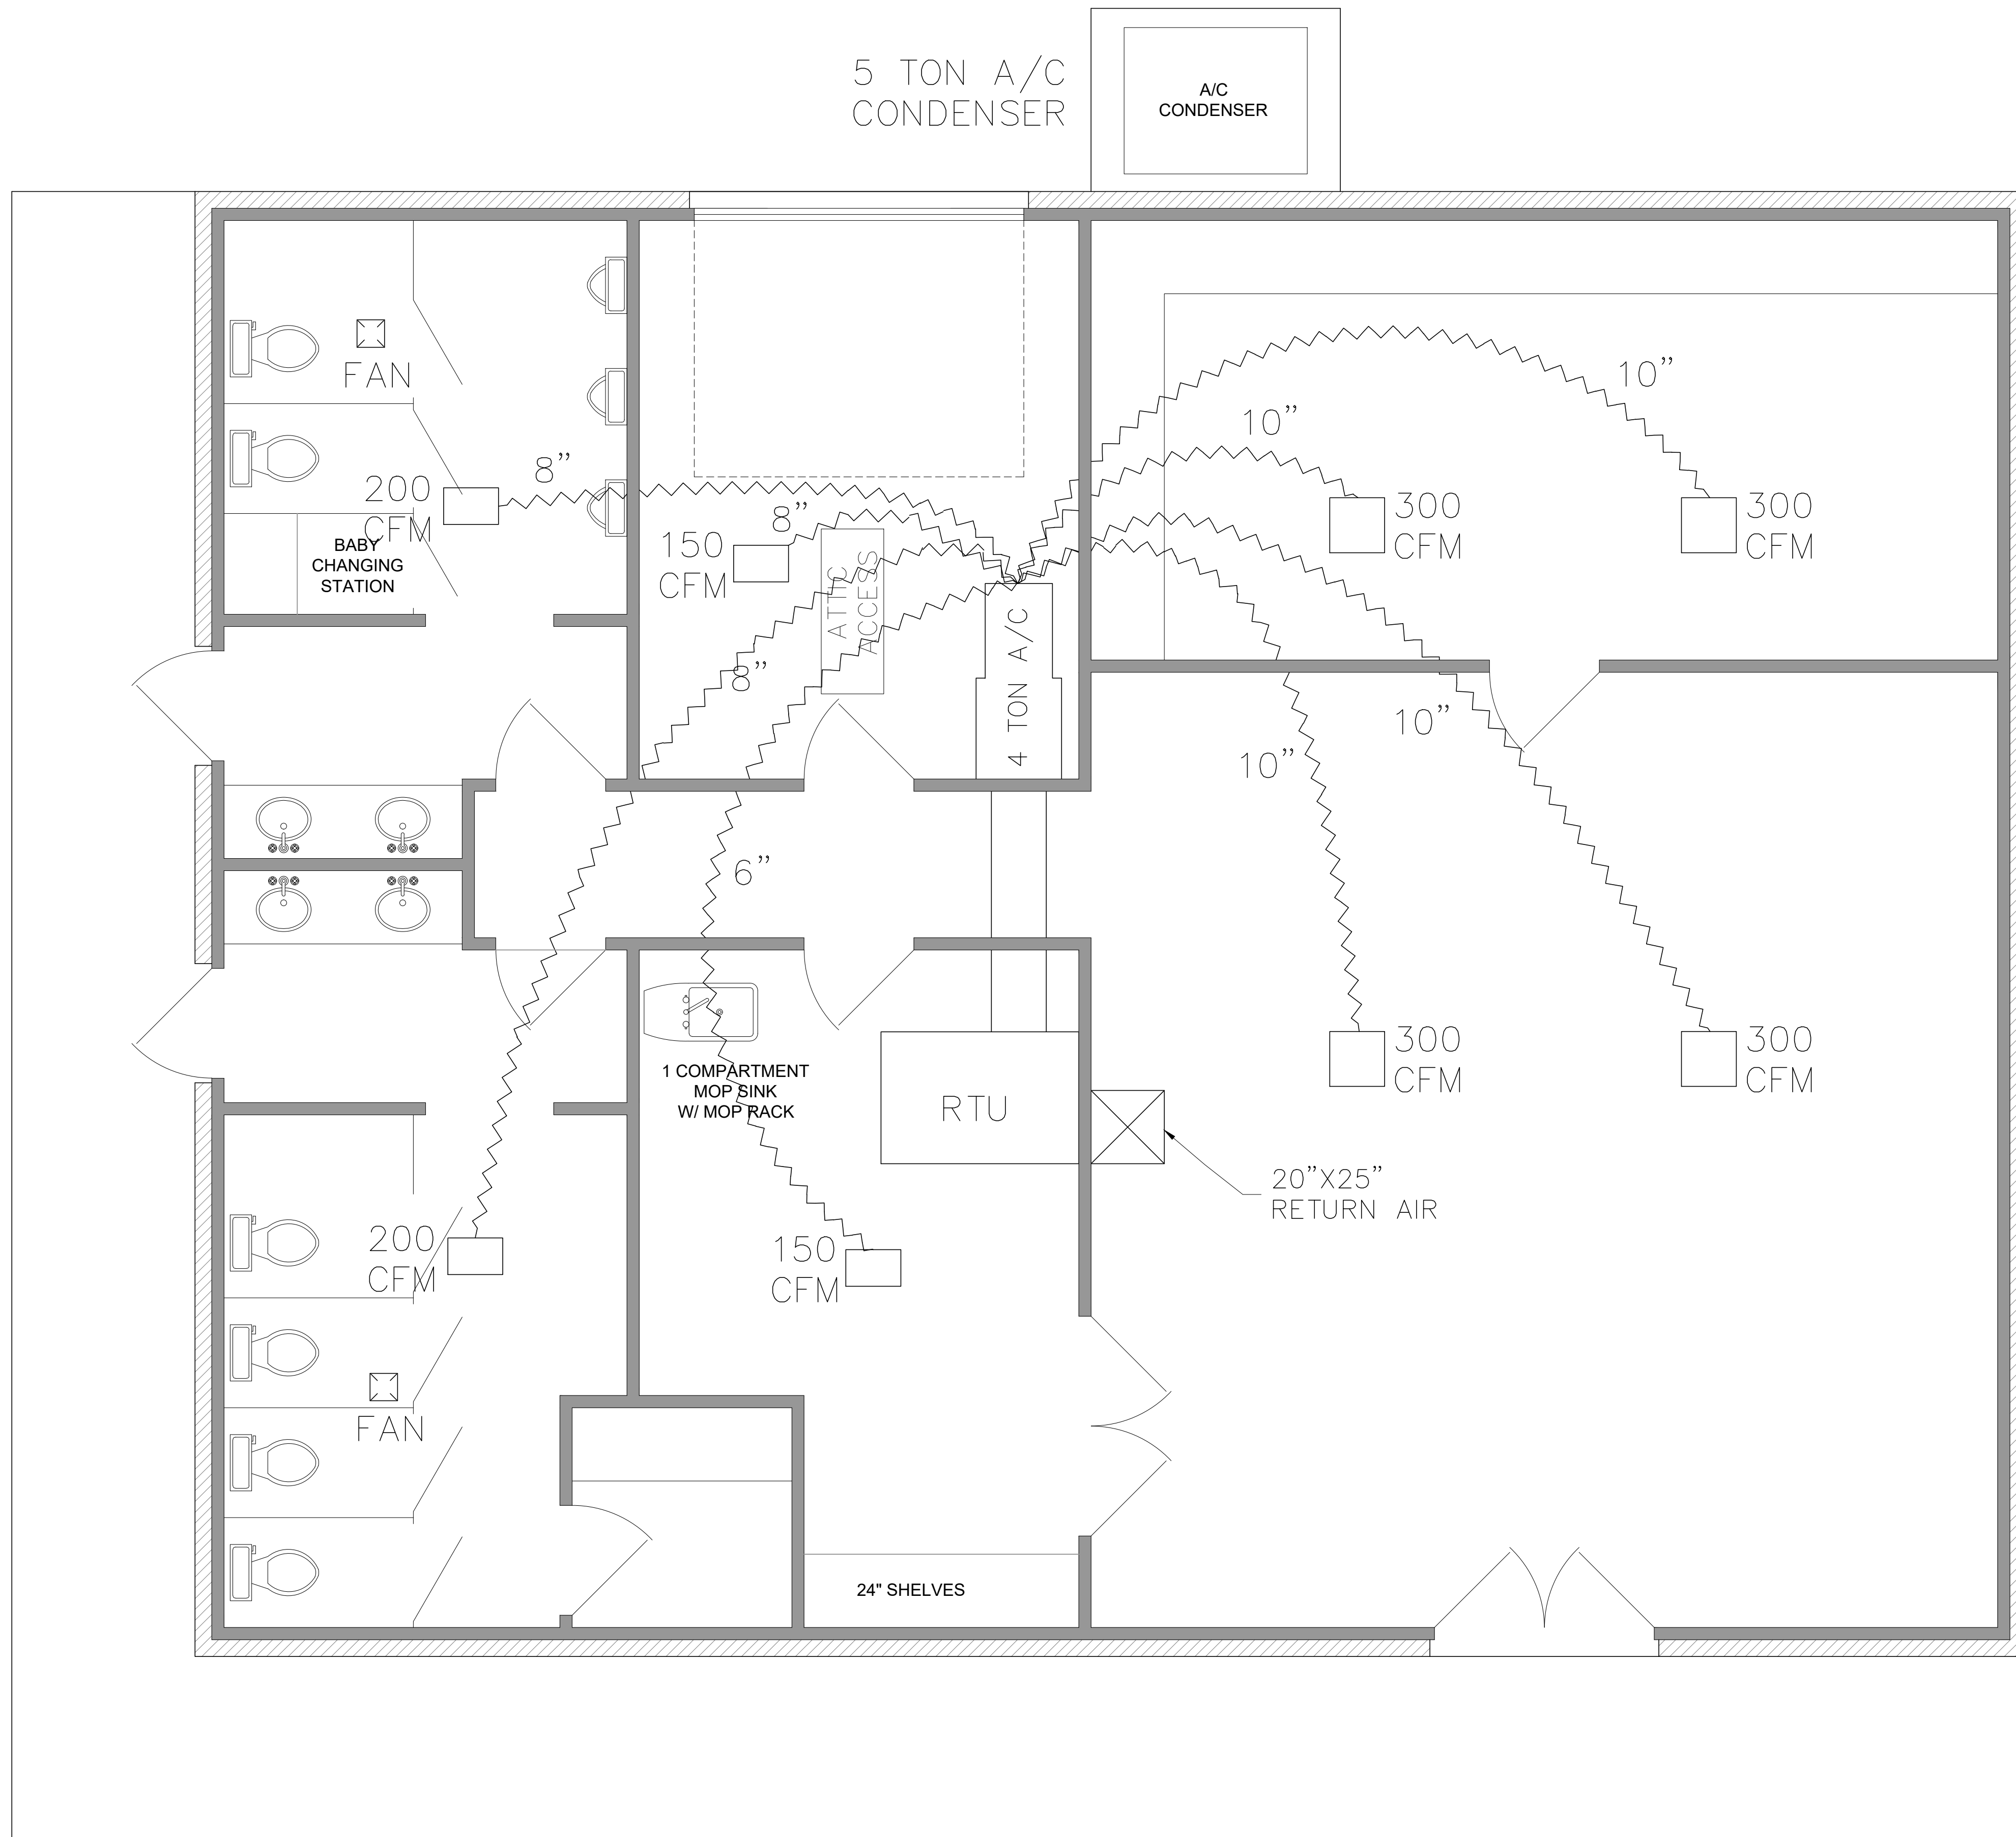 5 TON A/C
CONDENSER
A/C
CONDENSER
FAN
10”
10”
8”
200
CFM
8”
150
CFM
300
CFM
300
CFM
BABY
CHANGING
STATION
ATTIC
ACCESS
8”
4 TON A/C
10”
10”
6”
300
CFM
300
CFM
1 COMPARTMENT
MOP SINK
W/ MOP RACK
RTU
20”X25”
RETURN AIR
200
CFM
150
CFM
FAN
24" SHELVES